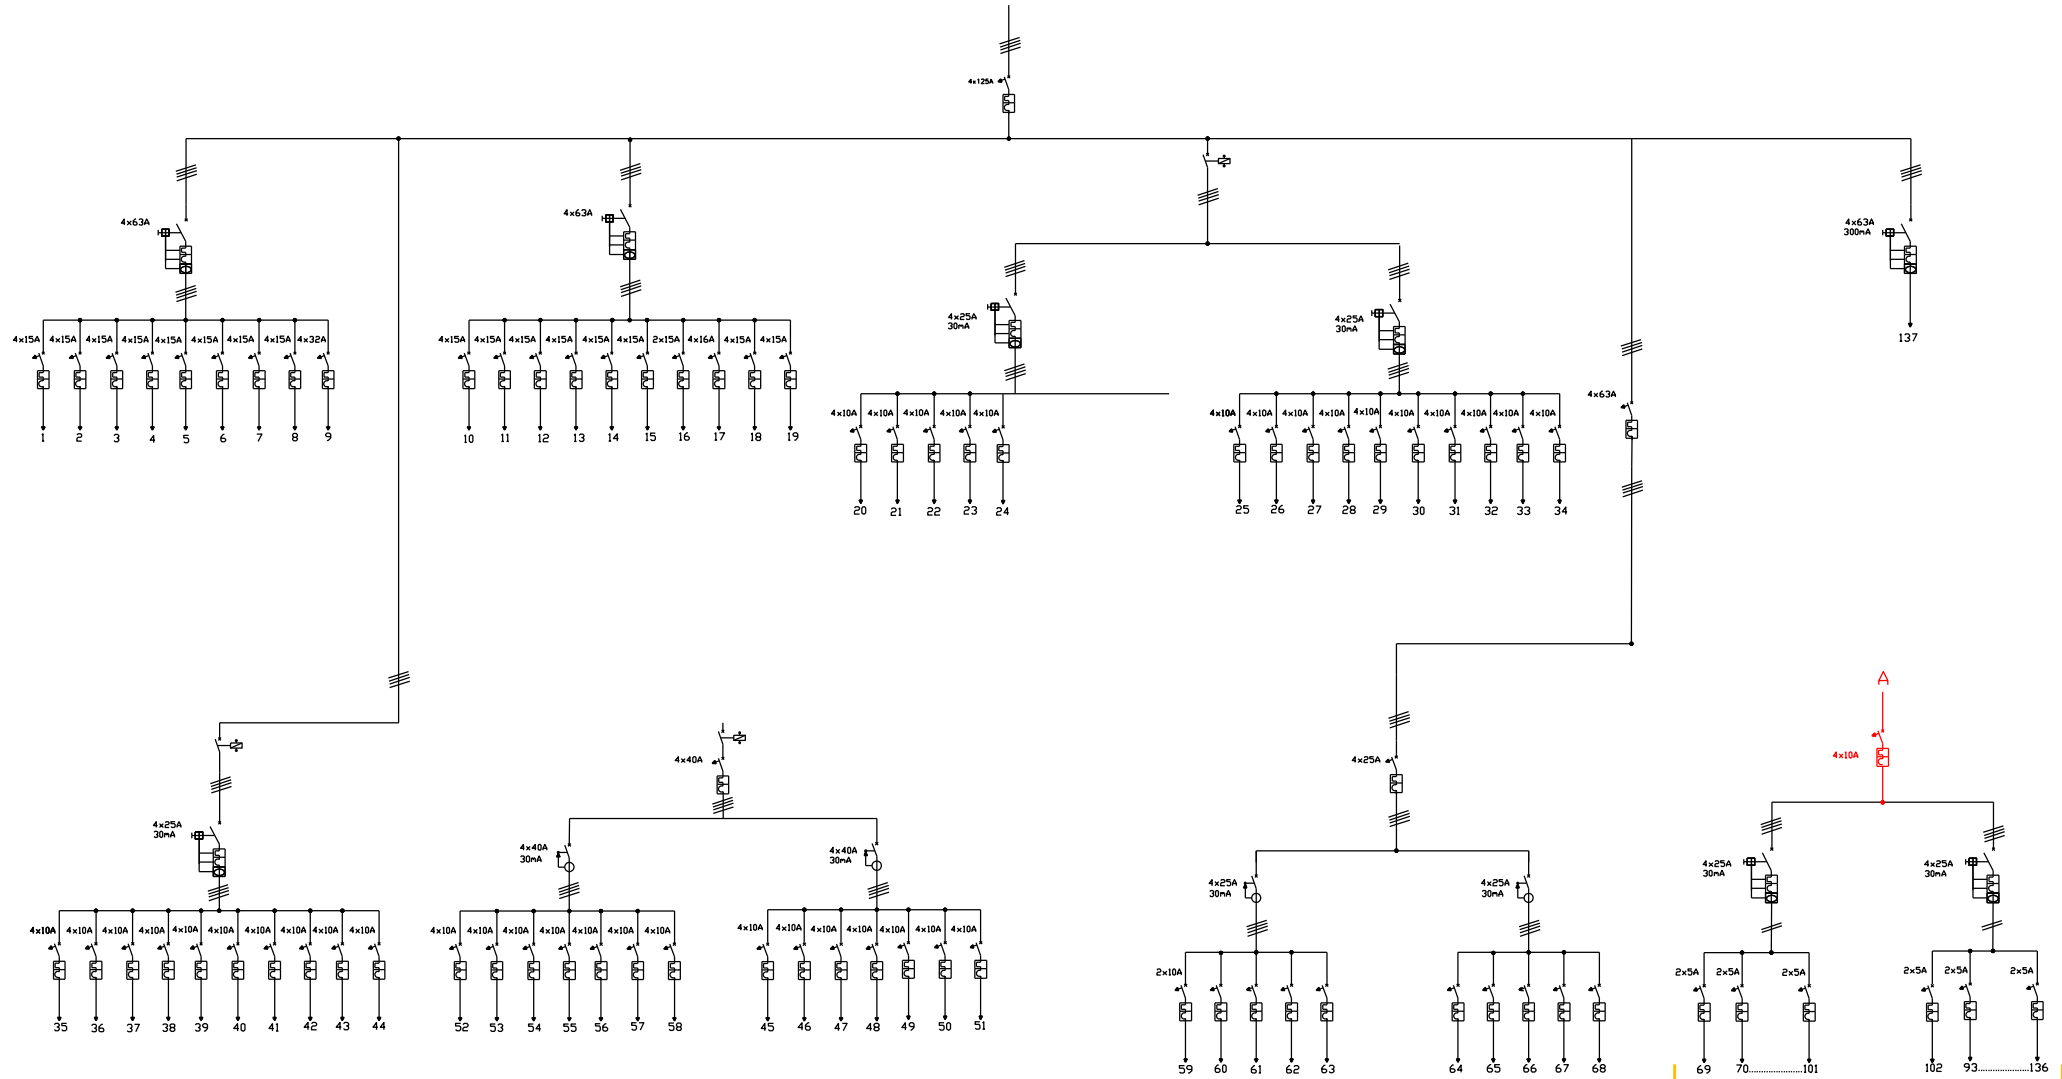 4x125A
4x63A
4x63A
4x63A
300mA
137
4x15A 4x15A 4x15A 4x15A 4x15A 4x15A 4x15A 4x15A 4x32A
1 2 3 4 5 6 7 8 9
4x15A 4x15A 4x15A 4x15A 4x15A 4x15A 2x15A 4x16A 4x15A 4x15A
10 11 12 13 14 15 16 17 18 19
4x25A
30mA
4x25A
30mA
4x10A 4x10A 4x10A 4x10A 4x10A
20 21 22 23 24
4x10A 4x10A 4x10A 4x10A 4x10A 4x10A 4x10A 4x10A 4x10A 4x10A
25 26 27 28 29 30 31 32 33 34
4x63A
4x25A
30mA
4x10A 4x10A 4x10A 4x10A 4x10A 4x10A 4x10A 4x10A 4x10A 4x10A
35 36 37 38 39 40 41 42 43 44
4x40A
4x40A
30mA
4x40A
30mA
4x10A 4x10A 4x10A 4x10A 4x10A 4x10A 4x10A
52 53 54 55 56 57 58
4x10A 4x10A 4x10A 4x10A 4x10A 4x10A 4x10A
45 46 47 48 49 50 51
4x25A
4x25A
30mA
4x25A
30mA
2x10A
59 60 61 62 63
64 65 66 67 68
A
4x10A
4x25A
30mA
4x25A
30mA
2x5A 2x5A 2x5A
69 70......................101
2x5A 2x5A 2x5A
102 93.....................136